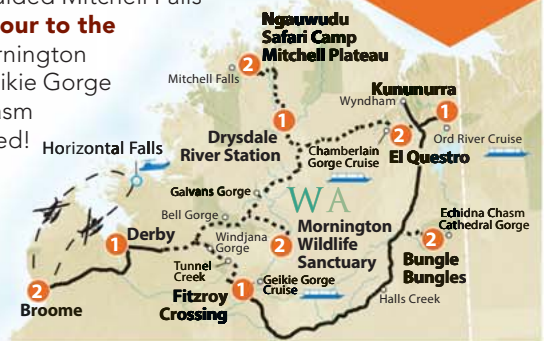 Mitchell Falls
our to the
rnington
ikie Gorge
asm
ed!
Ngauwudu
Safari Camp
Mitchell Plateau
2
Mitchell Falls
Kununurra
Wyndham
1
1
Drysdale
River Station
2
Ord River Cruise
Chamberlain
Gorge Cruise
El Questro
Horizontal Falls
Galvans Gorge
WA
Bell Gorge
Echidna Chasm
Cathedral Gorge
1
Derby
Windjana
Gorge
2
Mornington
Wildlife
Sanctuary
2
Bungle
Bungles
Tunnel
Creek
2
Broome
Fitzroy
Crossing
1
Geikie Gorge
Cruise
Halls Creek